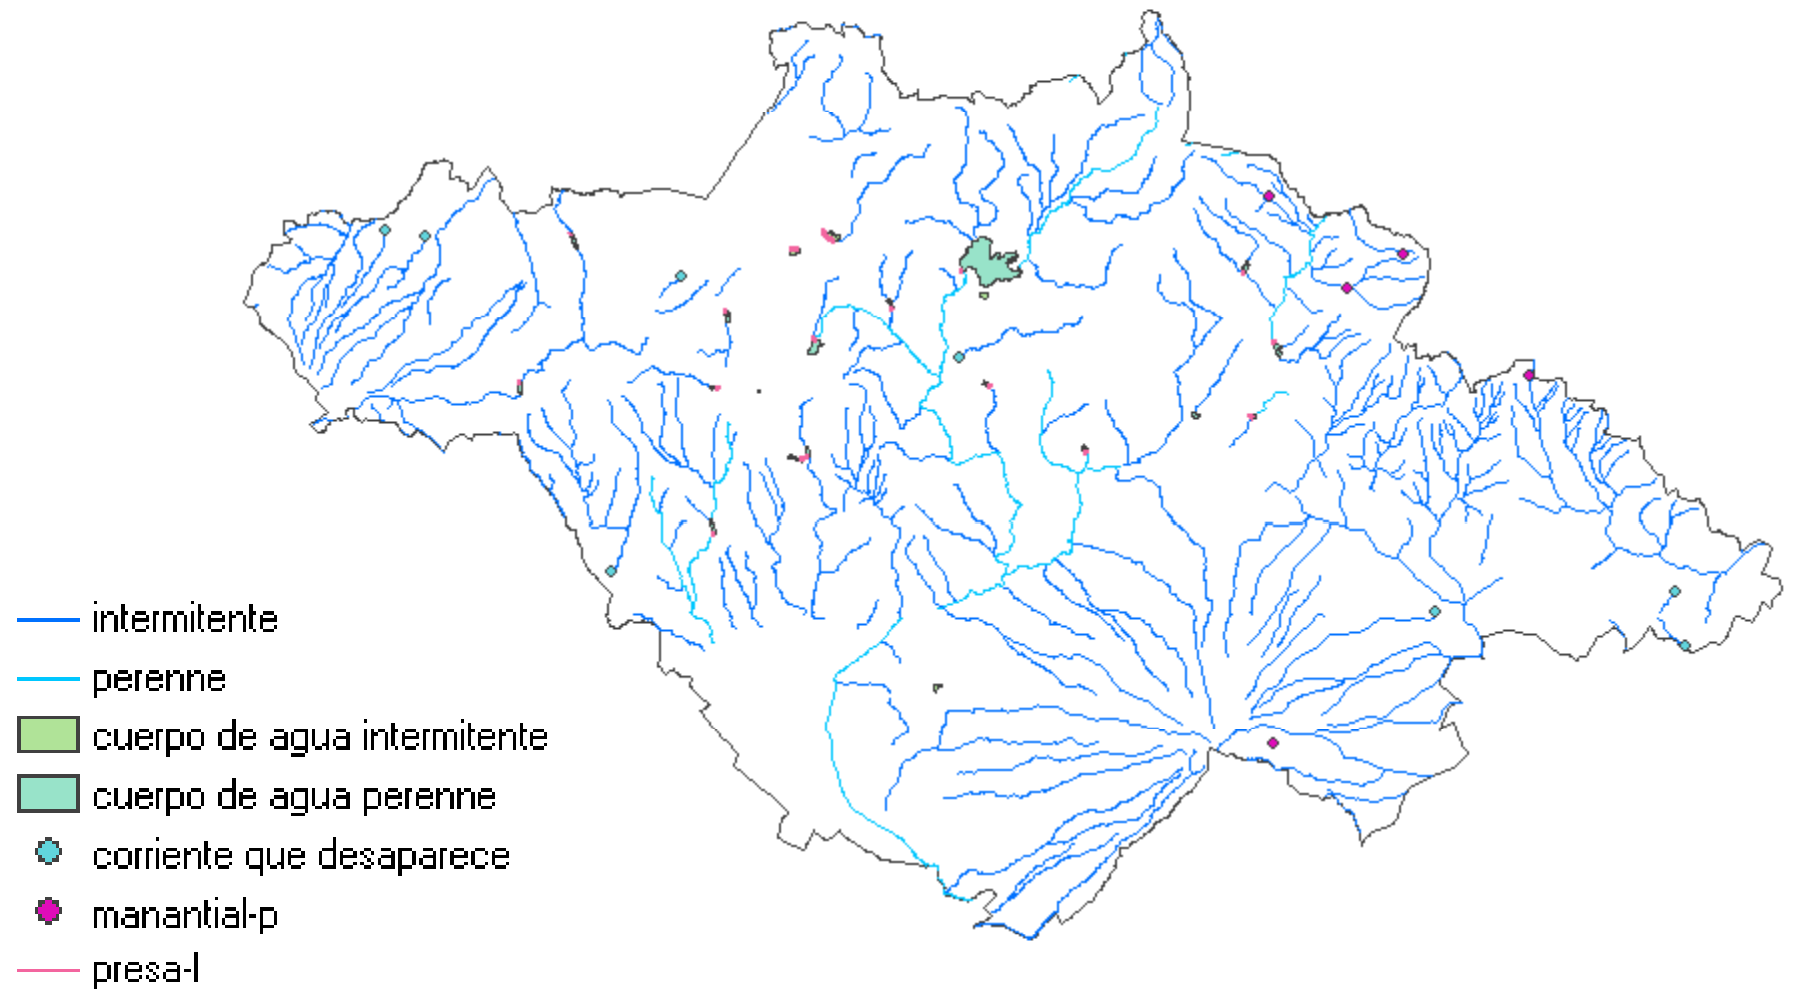 intermitente
perenne
cuerpo de agua intermitente
cuerpo de agua perenne
corriente que desaparece
manantial-p
presa-l